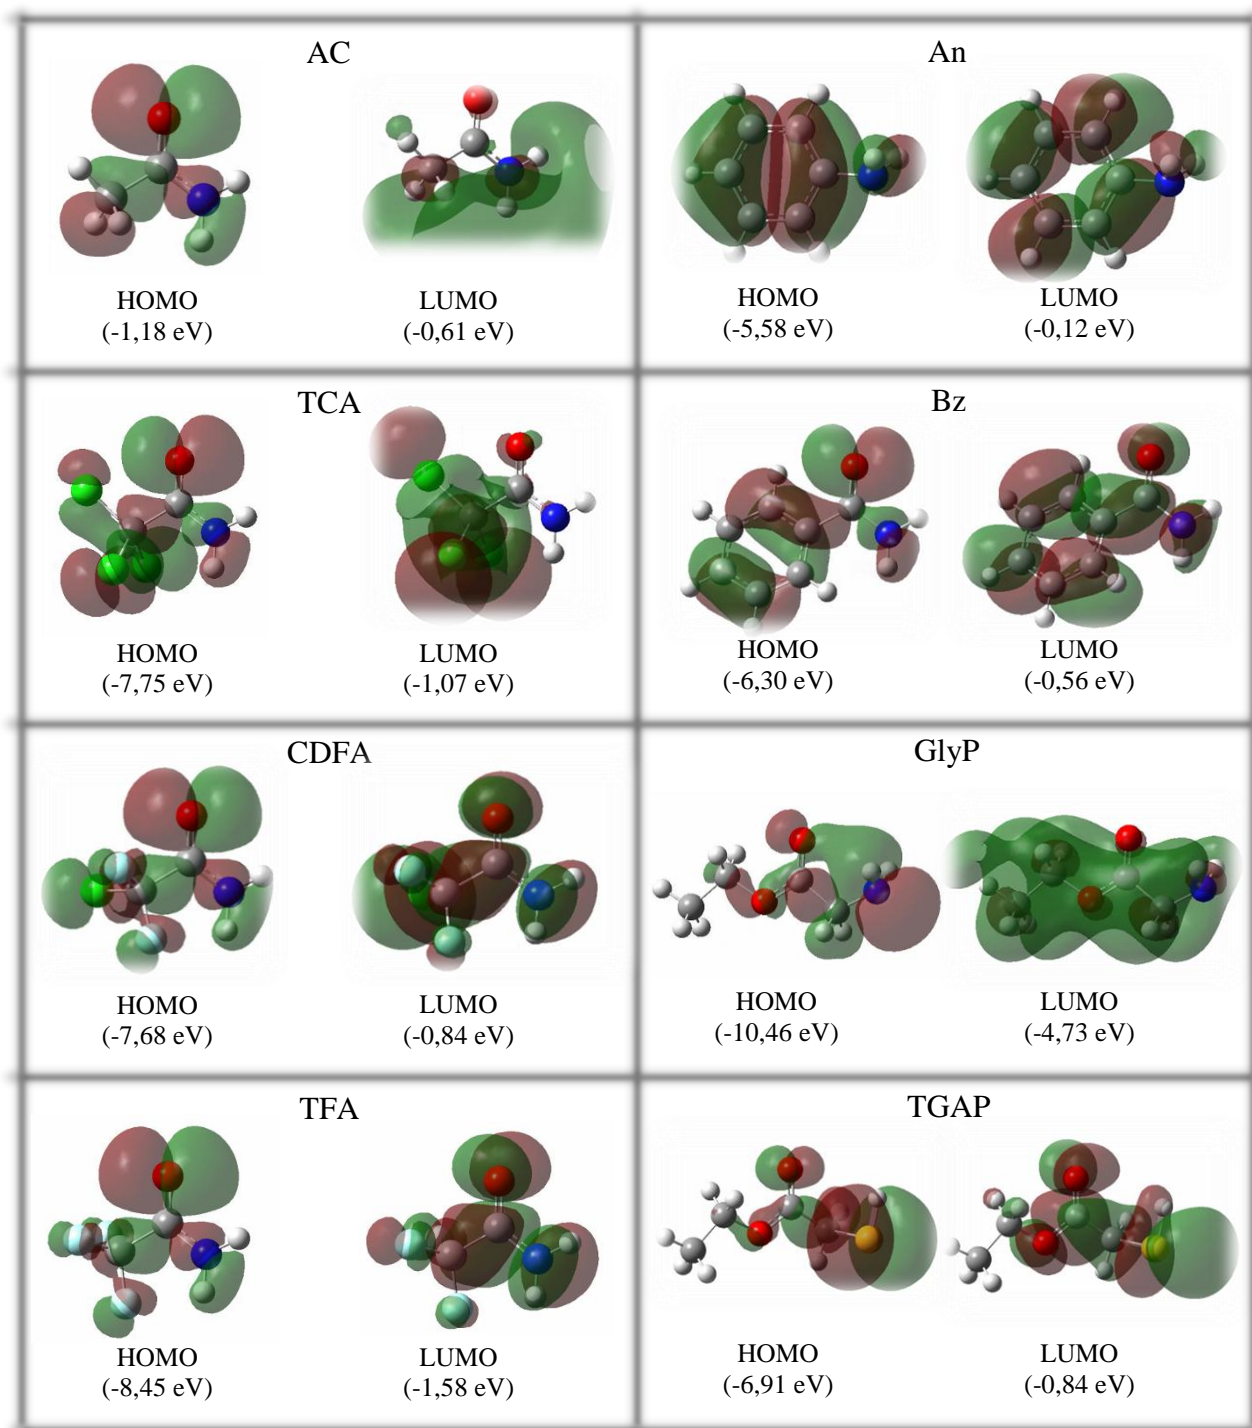 AC
HOMO
(-1,18 eV)
LUMO
(-0,61 eV)
An
HOMO
(-5,58 eV)
LUMO
(-0,12 eV)
TCA
HOMO
(-7,75 eV)
LUMO
(-1,07 eV)
Bz
HOMO
(-6,30 eV)
LUMO
(-0,56 eV)
CDFA
HOMO
(-7,68 eV)
LUMO
(-0,84 eV)
GlyP
HOMO
(-10,46 eV)
LUMO
(-4,73 eV)
TFA
HOMO
(-8,45 eV)
LUMO
(-1,58 eV)
TGAP
HOMO
(-6,91 eV)
LUMO
(-0,84 eV)